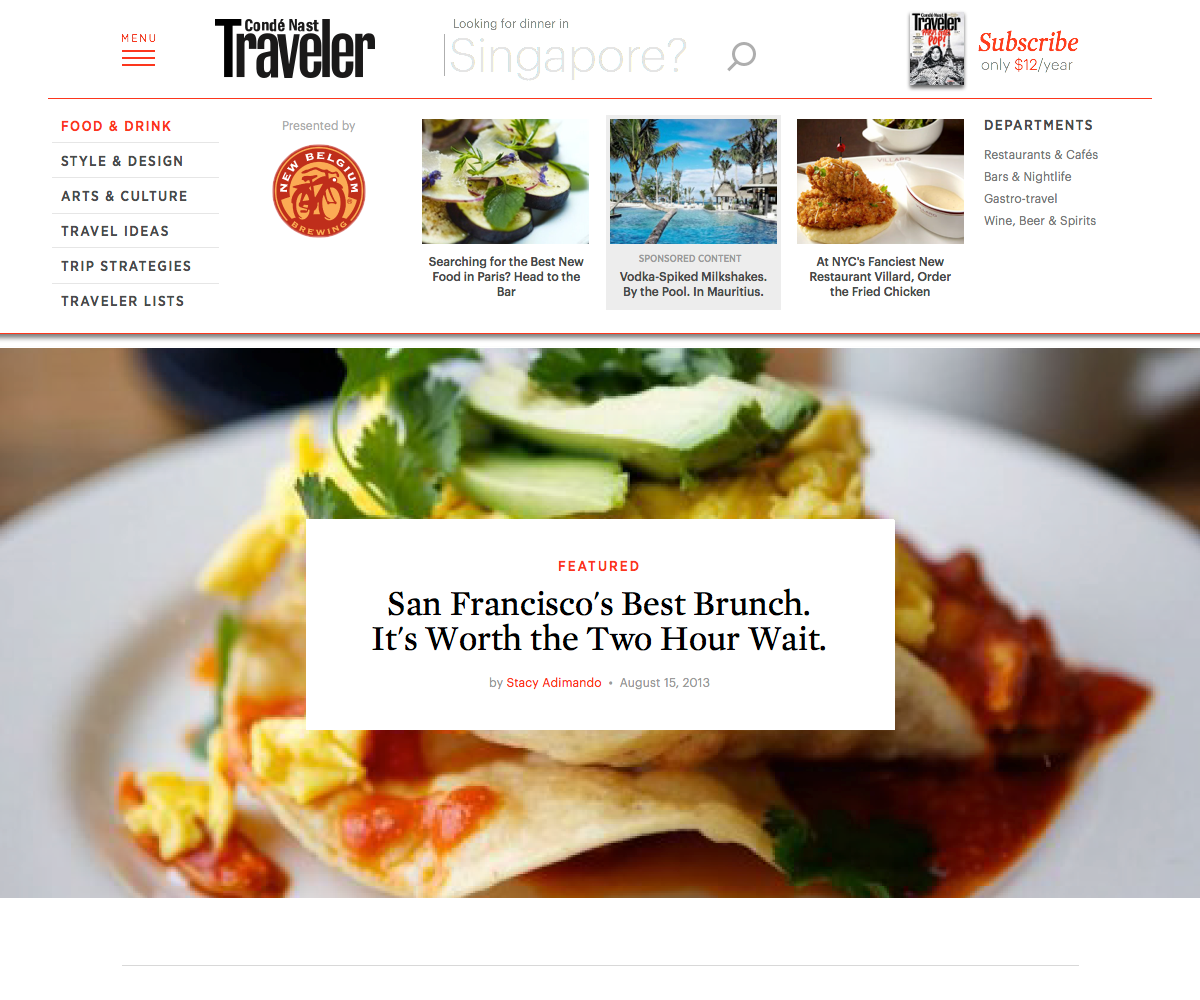 MENU
Condé Nast
Traveler
Looking for dinner in
Singapore?
Condé Nast
Traveler
POP!
Subscribe
only $12/year
FOOD & DRINK
STYLE & DESIGN
ARTS & CULTURE
TRAVEL IDEAS
TRIP STRATEGIES
TRAVELER LISTS
Presented by
NEW BELGIUM
BREWING
Searching for the Best New
Food in Paris? Head to the
Bar
SPONSORED CONTENT
Vodka-Spiked Milkshakes.
By the Pool. In Mauritius.
VILLARD
At NYC's Fanciest New
Restaurant Villard, Order
the Fried Chicken
DEPARTMENTS
Restaurants & Cafés
Bars & Nightlife
Gastro-travel
Wine, Beer & Spirits
FEATURED
San Francisco's Best Brunch.
It's Worth the Two Hour Wait.
by Stacy Adimando • August 15, 2013